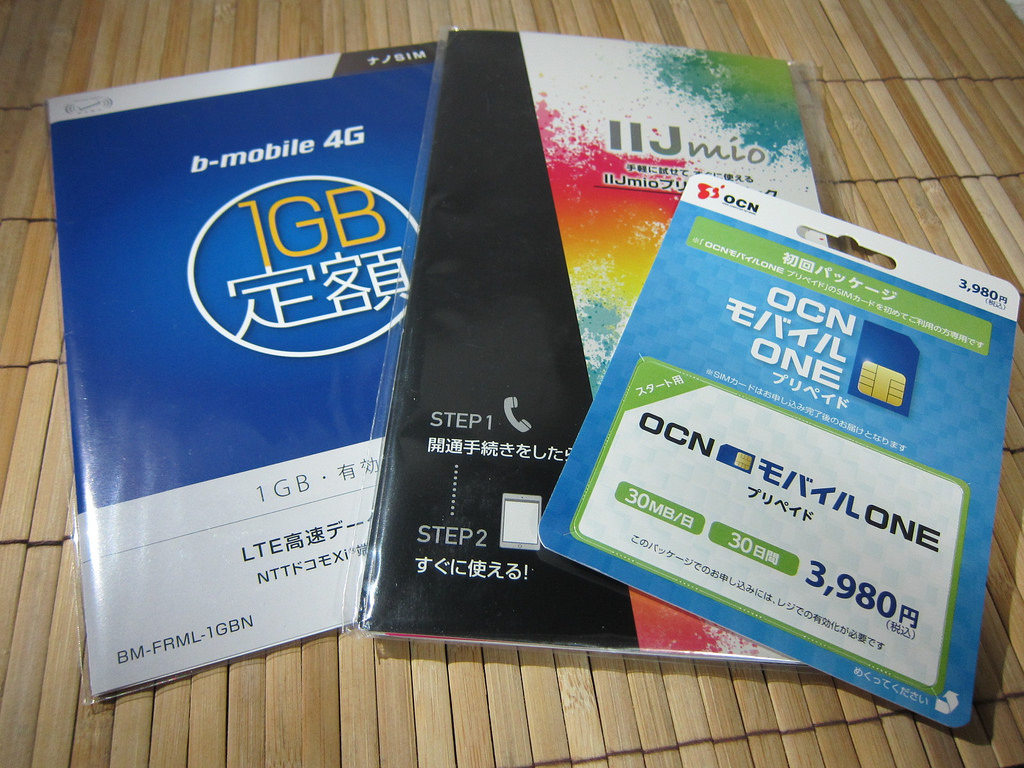 ナノSIM
b-mobile 4G
1GB
定額
1GB・有効
LTE高速デー
NTTドコモXi
BM-FRML-1GBN
IIJmio
手軽に試せて すぐに使える
IIJmioプリ
STEP1
開通手続きをした
STEP2
すぐに使える!
OCN
3,980円
(税込)
初回パッケージ
※「OCNモバイルONE プリペイド」のSIMカードを初めてご利用の方専用です
OCN
モバイル
ONE
プリペイド
※SIMカードはお申し込み完了後のお届けとなります
スタート用
OCN モバイル ONE
プリペイド
30MB/日
30日間
3,980円
(税込)
このパッケージでのお申し込みには、レジでの有効化が必要です
めくってください